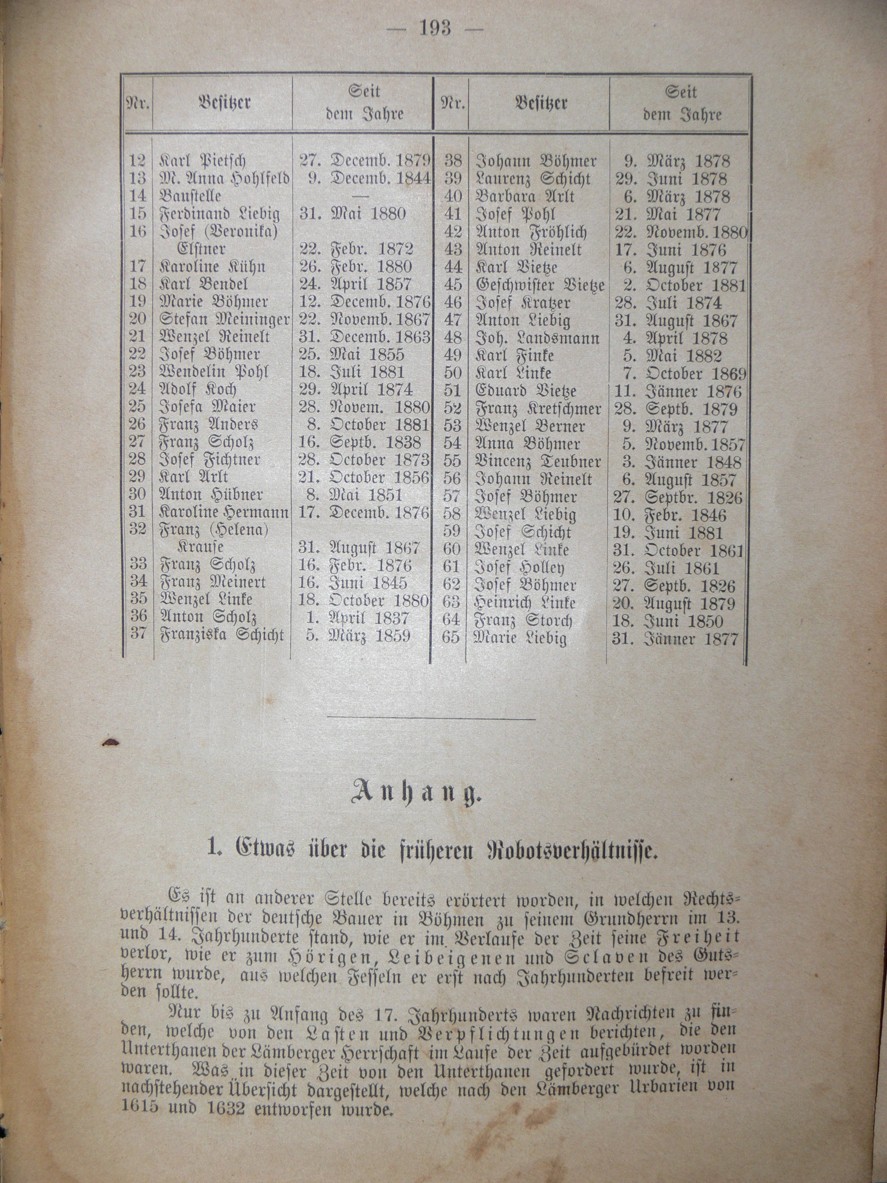 — 193 —
Nr. Besitzer Seit dem Jahre Nr. Besitzer Seit dem Jahre
12 Karl Pietsch 27. Decemb. 1879 38 Johann Böhmer 9. März 1878
13 M. Anna Hohlfeld 9. Decemb. 1844 39 Laurenz Schicht 29. Juni 1878
14 Baustelle — 40 Barbara Arlt 6. März 1878
15 Ferdinand Liebig 31. Mai 1880 41 Josef Pohl 21. Mai 1877
16 Josef (Veronika) 42 Anton Fröhlich 22. Novemb. 1880
Elstner 22. Febr. 1872 43 Anton Reinelt 17. Juni 1876
17 Karoline Kühn 26. Febr. 1880 44 Karl Vietze 6. August 1877
18 Karl Bendel 24. April 1857 45 Geschwister Vietze 2. October 1881
19 Marie Böhmer 12. Decemb. 1876 46 Josef Kratzer 28. Juli 1874
20 Stefan Meininger 22. Novemb. 1867 47 Anton Liebig 31. August 1867
21 Wenzel Reinelt 31. Decemb. 1863 48 Joh. Landsmann 4. April 1878
22 Josef Böhmer 25. Mai 1855 49 Karl Finke 5. Mai 1882
23 Wendelin Pohl 18. Juli 1881 50 Karl Linke 7. October 1869
24 Adolf Koch 29. April 1874 51 Eduard Vietze 11. Jänner 1876
25 Josefa Maier 28. Novem. 1880 52 Franz Kretschmer 28. Septb. 1879
26 Franz Anders 8. October 1881 53 Wenzel Berner 9. März 1877
27 Franz Scholz 16. Septb. 1838 54 Anna Böhmer 5. Novemb. 1857
28 Josef Fichtner 28. October 1873 55 Vincenz Teubner 3. Jänner 1848
29 Karl Arlt 21. October 1856 56 Johann Reinelt 6. August 1857
30 Anton Hübner 8. Mai 1851 57 Josef Böhmer 27. Septbr. 1826
31 Karoline Hermann 17. Decemb. 1876 58 Wenzel Liebig 10. Febr. 1846
32 Franz (Helena) 59 Josef Schicht 19. Juni 1881
Krause 31. August 1867 60 Wenzel Linke 31. October 1861
33 Franz Scholz 16. Febr. 1876 61 Josef Holley 26. Juli 1861
34 Franz Meinert 16. Juni 1845 62 Josef Böhmer 27. Septb. 1826
35 Wenzel Linke 18. October 1880 63 Heinrich Linke 20. August 1879
36 Anton Scholz 1. April 1837 64 Franz Storch 18. Juni 1850
37 Franziska Schicht 5. März 1859 65 Marie Liebig 31. Jänner 1877
Anhang.
1. Etwas über die früheren Robotsverhältnisse.
Es ist an anderer Stelle bereits erörtert worden, in welchen Rechts-
verhältnissen der deutsche Bauer in Böhmen zu seinem Grundherrn im 13.
und 14. Jahrhunderte stand, wie er im Verlaufe der Zeit seine Freiheit
verlor, wie er zum Hörigen, Leibeigenen und Sclaven des Guts-
herrn wurde, aus welchen Fesseln er erst nach Jahrhunderten befreit wer-
den sollte.
Nur bis zu Anfang des 17. Jahrhunderts waren Nachrichten zu fin-
den, welche von den Lasten und Verpflichtungen berichten, die den
Unterthanen der Lämberger Herrschaft im Laufe der Zeit aufgebürdet worden
waren. Was in dieser Zeit von den Unterthanen gefordert wurde, ist in
nachstehender Übersicht dargestellt, welche nach den Lämberger Urbarien von
1615 und 1632 entworfen wurde.